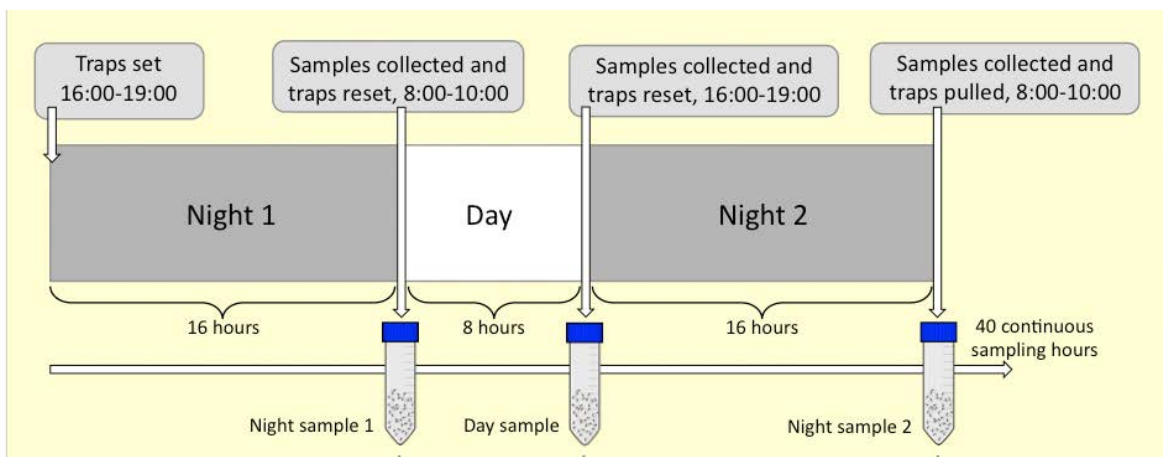 Traps set
16:00-19:00
Samples collected and
traps reset, 8:00-10:00
Samples collected and
traps reset, 16:00-19:00
Samples collected and
traps pulled, 8:00-10:00
Night 1
Day
Night 2
16 hours
8 hours
16 hours
40 continuous
sampling hours
Night sample 1
Day sample
Night sample 2